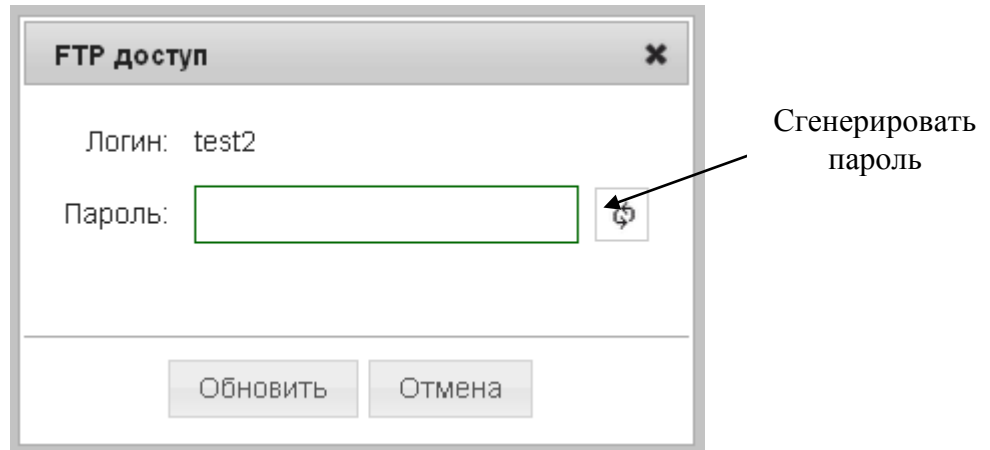 FTP доступ
Логин: test2
Пароль:
Сгенерировать
пароль
Обновить Отмена